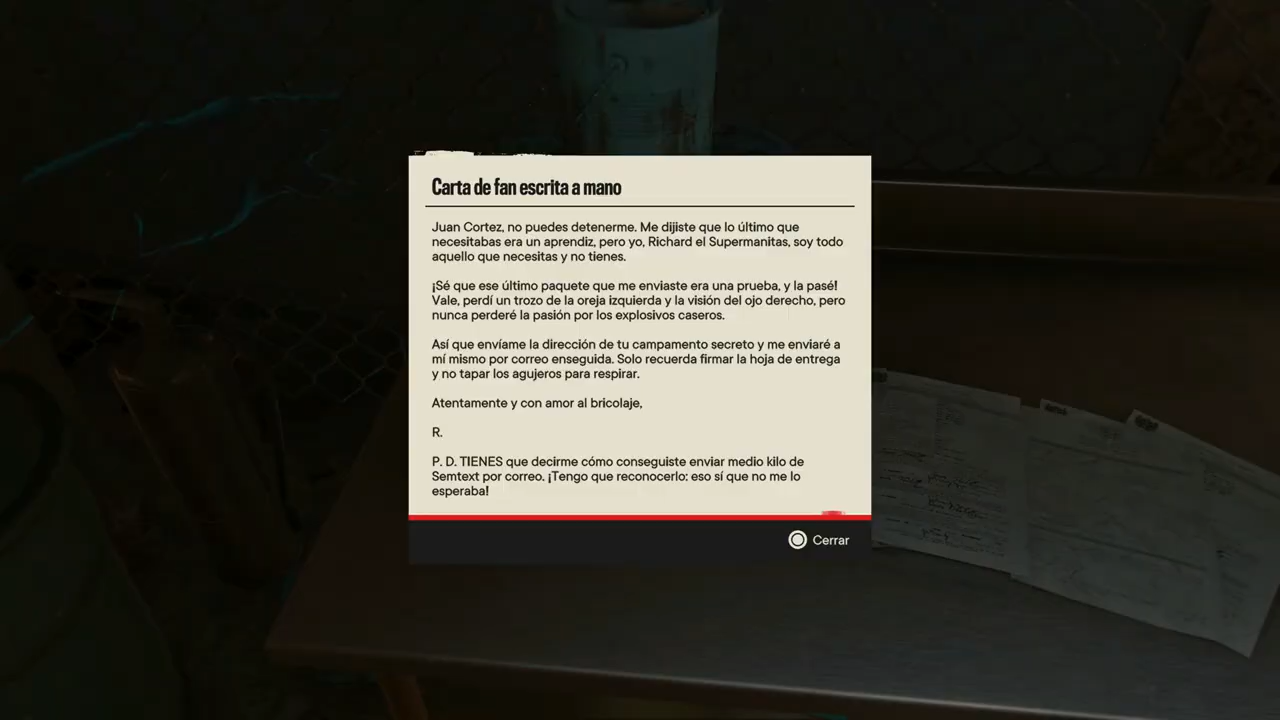 Carta de fan escrita a mano
Juan Cortez, no puedes detenerme. Me dijiste que lo último que
necesitabas era un aprendiz, pero yo, Richard el Supermanitas, soy todo
aquello que necesitas y no tienes.
¡Sé que ese último paquete que me enviaste era una prueba, y la pasé!
Vale, perdí un trozo de la oreja izquierda y la visión del ojo derecho, pero
nunca perderé la pasión por los explosivos caseros.
Así que envíame la dirección de tu campamento secreto y me enviaré a
mí mismo por correo enseguida. Solo recuerda firmar la hoja de entrega
y no tapar los agujeros para respirar.
Atentamente y con amor al bricolaje,
R.
P. D. TIENES que decirme cómo conseguiste enviar medio kilo de
Semtext por correo. ¡Tengo que reconocerlo: eso sí que no me lo
esperaba!
Cerrar